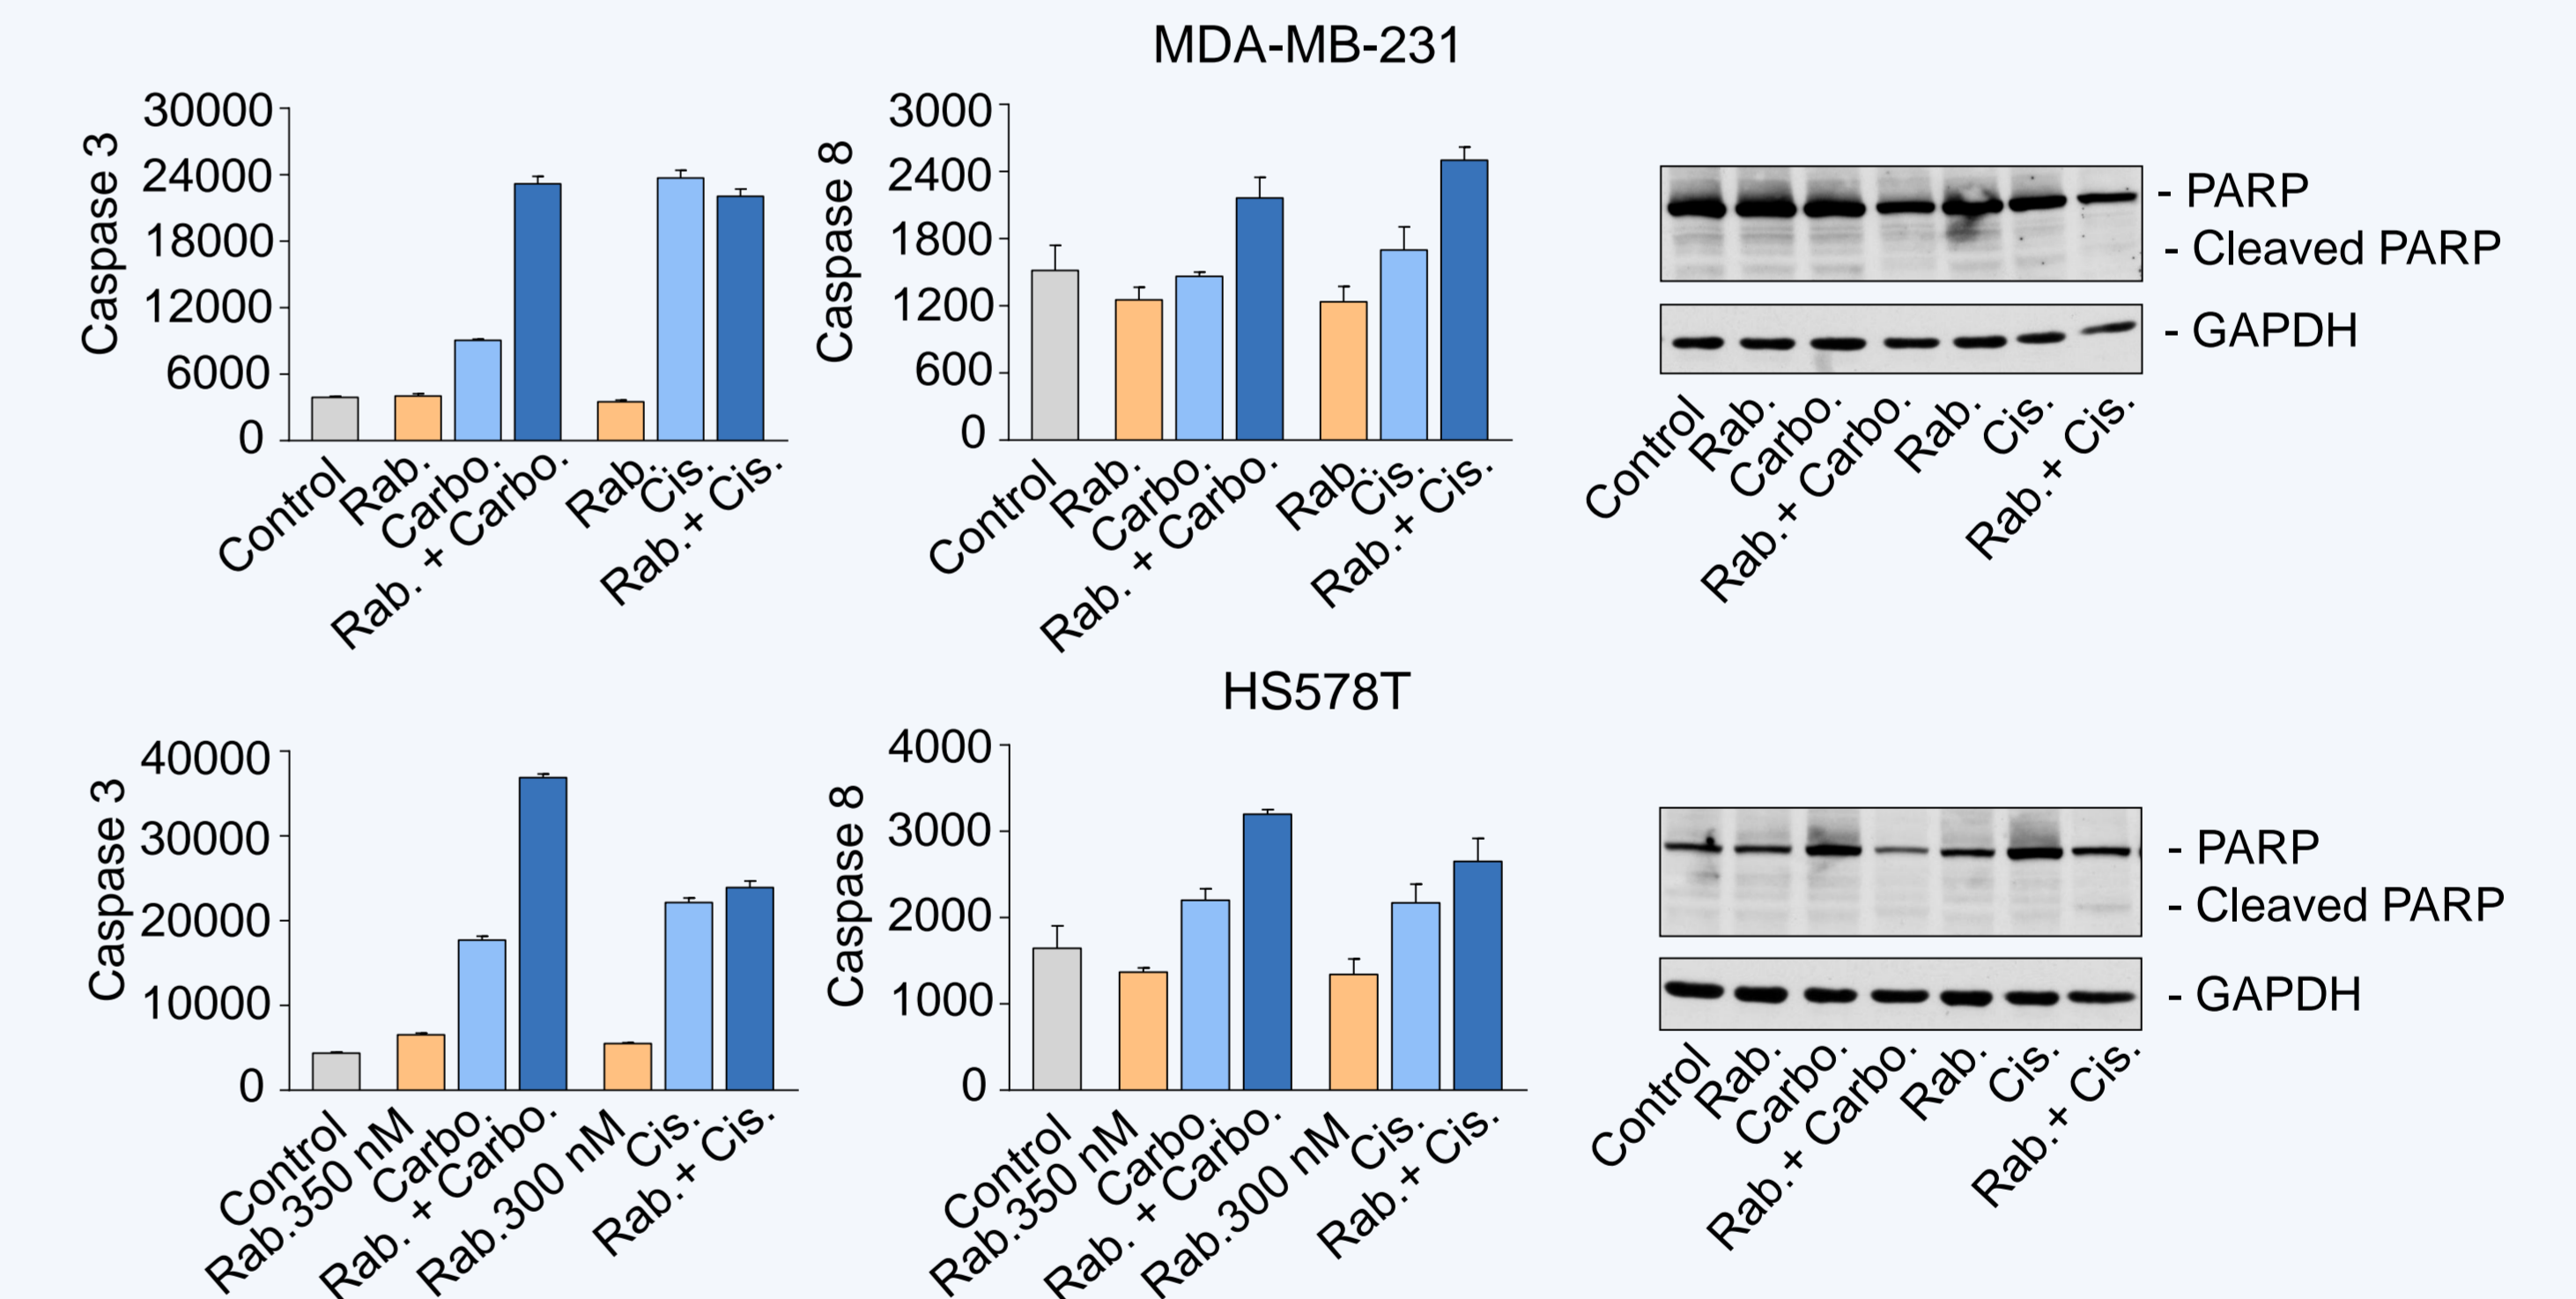 MDA-MB-231
Caspase 3
30000
24000
18000
12000
6000
0
Control
Rab.
Carbo.
Rab. + Carbo.
Rab.
Cis.
Rab.+ Cis.
Caspase 8
3000
2400
1800
1200
600
0
Control
Rab.
Carbo.
Rab. + Carbo.
Rab.
Cis.
Rab.+ Cis.
- PARP
- Cleaved PARP
- GAPDH
Control
Rab.
Carbo.
Rab.+ Carbo.
Rab.
Cis.
Rab.+ Cis.
HS578T
Caspase 3
40000
30000
20000
10000
0
Control
Rab.350 nM
Carbo.
Rab. + Carbo.
Rab.300 nM
Cis.
Rab.+ Cis.
Caspase 8
4000
3000
2000
1000
0
Control
Rab.350 nM
Carbo.
Rab. + Carbo.
Rab.300 nM
Cis.
Rab.+ Cis.
- PARP
- Cleaved PARP
- GAPDH
Control
Rab.
Carbo.
Rab.+ Carbo.
Rab.
Cis.
Rab.+ Cis.